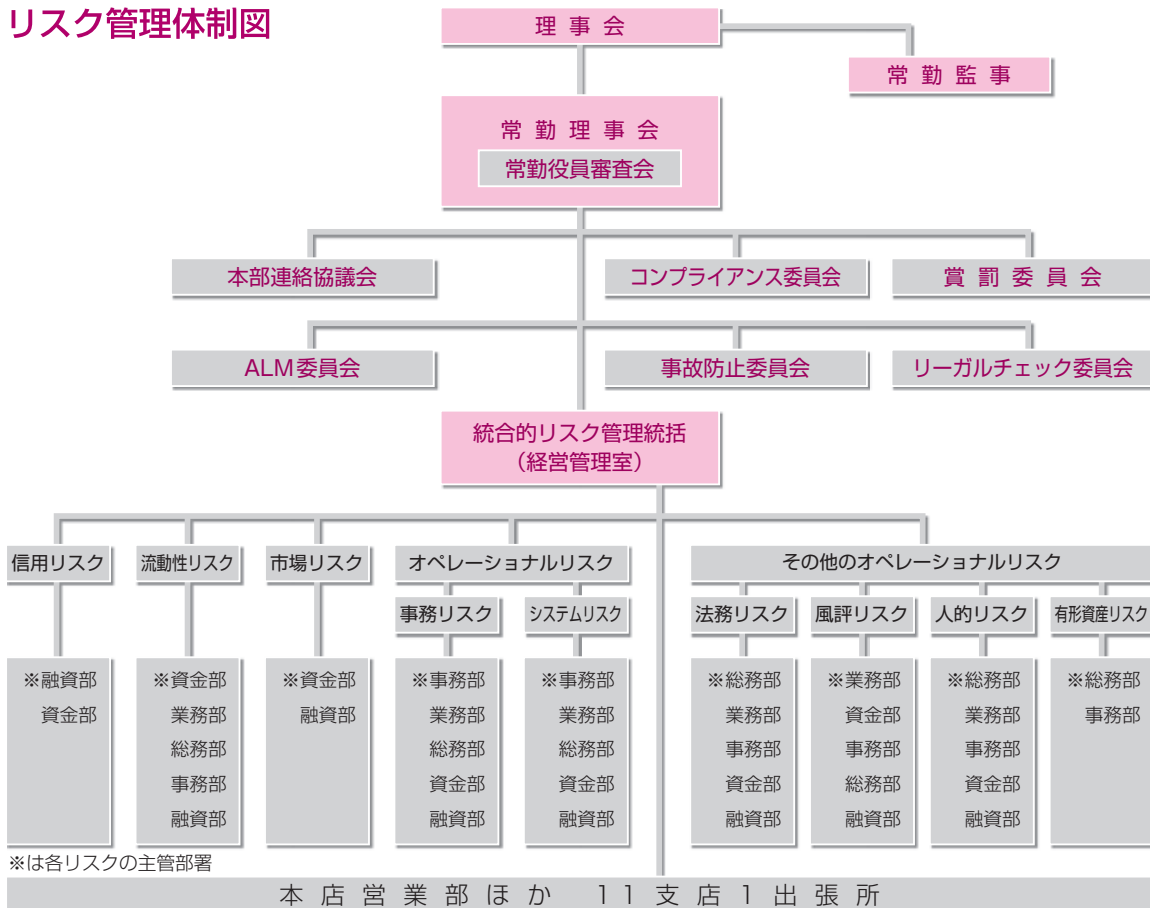 リスク管理体制図
理事会
常勤監事
常勤理事会
常勤役員審査会
本部連絡協議会
コンプライアンス委員会
賞罰委員会
ALM委員会
事故防止委員会
リーガルチェック委員会
統合的リスク管理統括
（経営管理室）
信用リスク
流動性リスク
市場リスク
オペレーショナルリスク
その他のオペレーショナルリスク
事務リスク
システムリスク
法務リスク
風評リスク
人的リスク
有形資産リスク
※融資部
資金部
※資金部
業務部
総務部
事務部
融資部
※資金部
融資部
※事務部
業務部
総務部
資金部
融資部
※事務部
業務部
総務部
資金部
融資部
※総務部
業務部
事務部
資金部
融資部
※業務部
資金部
事務部
総務部
融資部
※総務部
業務部
事務部
資金部
融資部
※総務部
事務部
※は各リスクの主管部署
本店営業部ほか 11支店1出張所